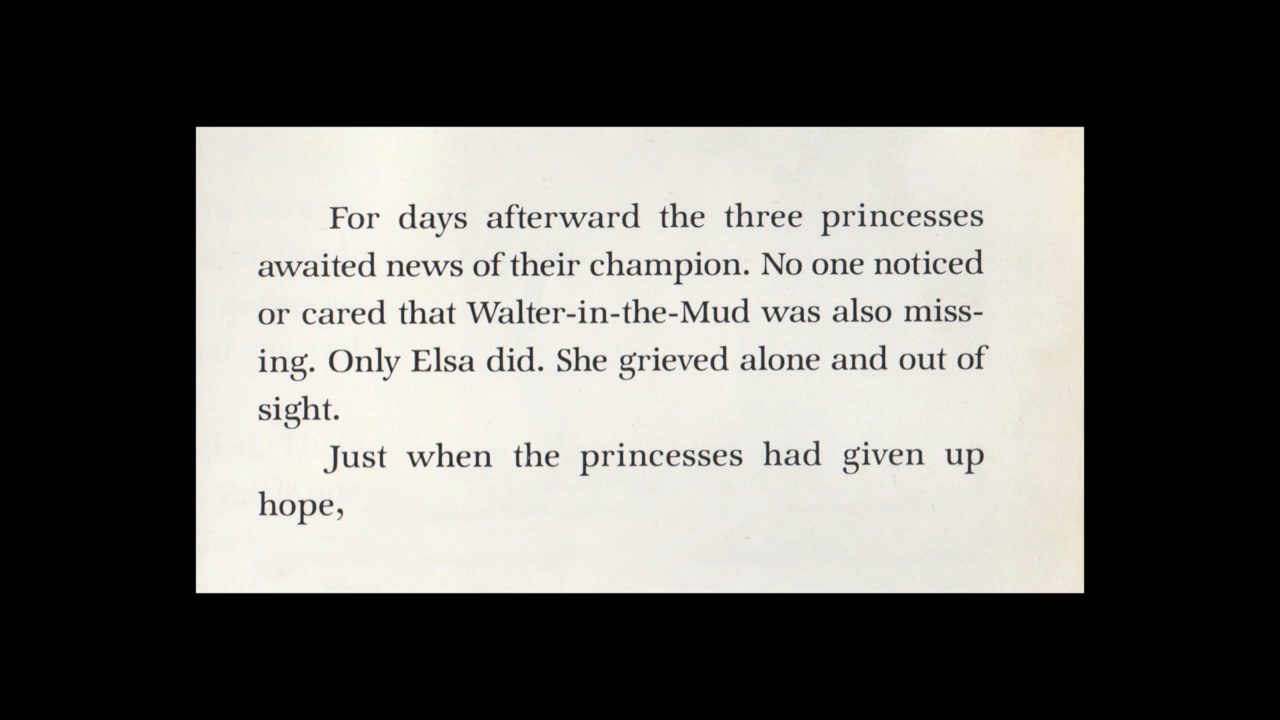 For days afterward the three princesses
awaited news of their champion. No one noticed
or cared that Walter-in-the-Mud was also miss-
ing. Only Elsa did. She grieved alone and out of
sight.
Just when the princesses had given up
hope,